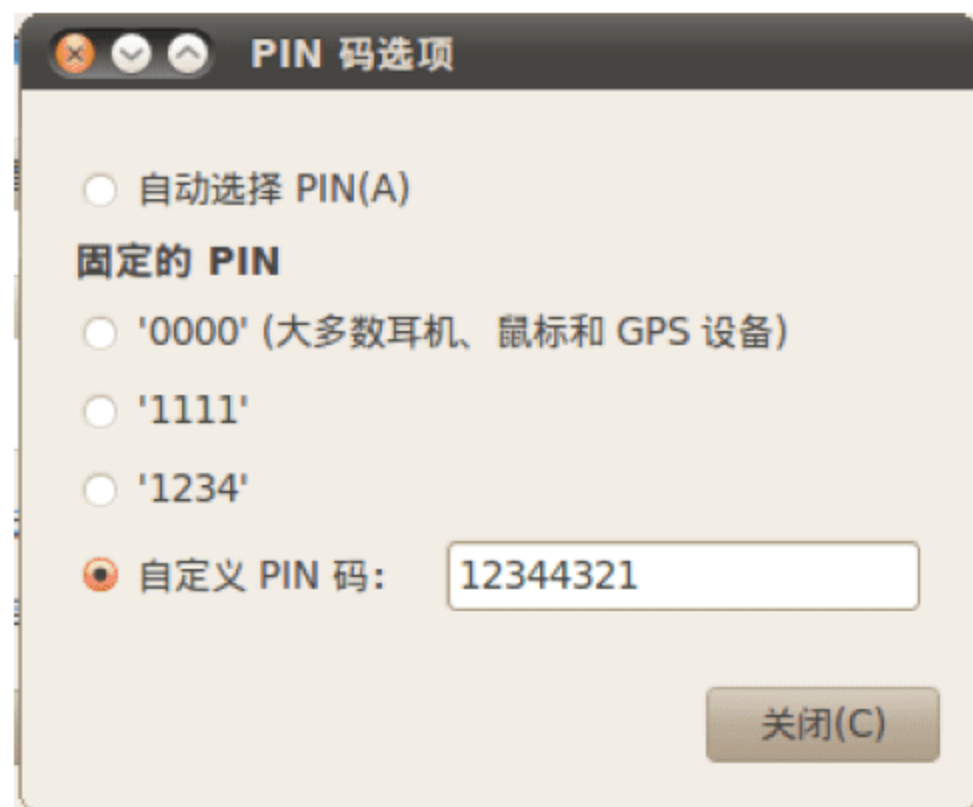 PIN 码选项
自动选择 PIN(A)
固定的 PIN
'0000' (大多数耳机、鼠标和 GPS 设备)
'1111'
'1234'
自定义 PIN 码: 12344321
关闭(C)